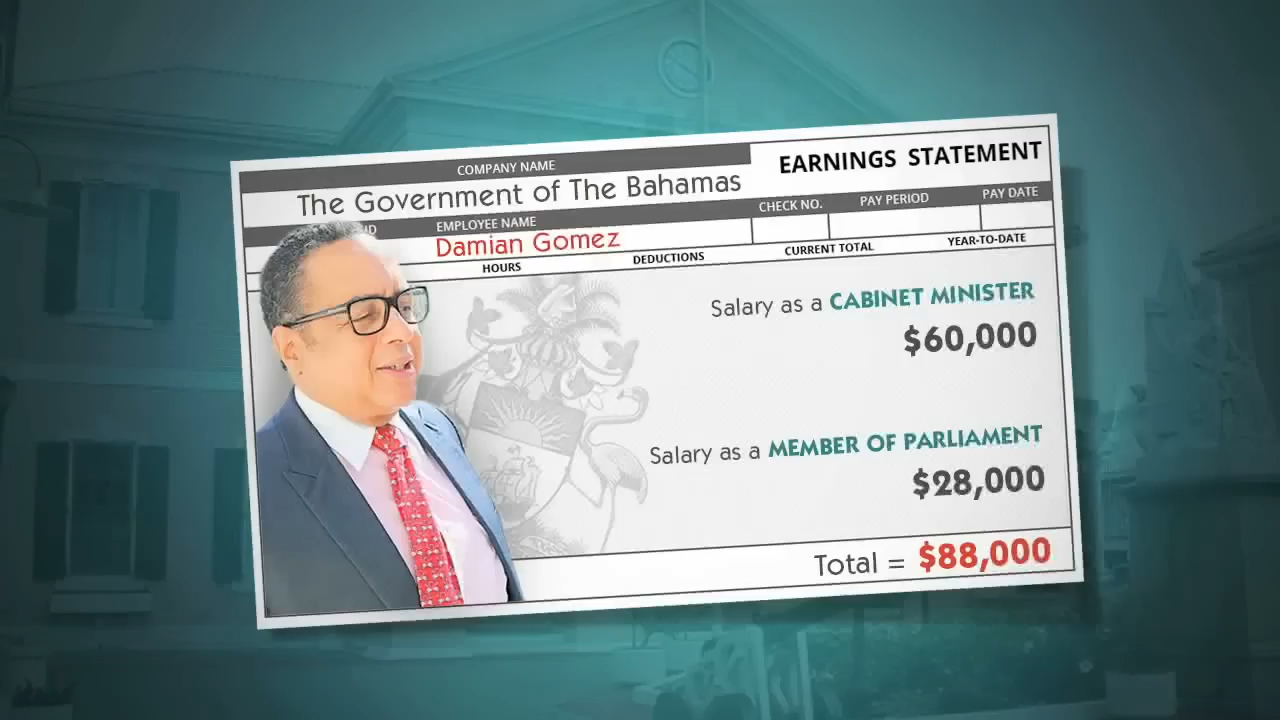 COMPANY NAME
EARNINGS STATEMENT
The Government of The Bahamas
EMPLOYEE NAME
CHECK NO.
PAY PERIOD
PAY DATE
Damian Gomez
HOURS
DEDUCTIONS
CURRENT TOTAL
YEAR-TO-DATE
Salary as a CABINET MINISTER
$60,000
Salary as a MEMBER OF PARLIAMENT
$28,000
Total = $88,000